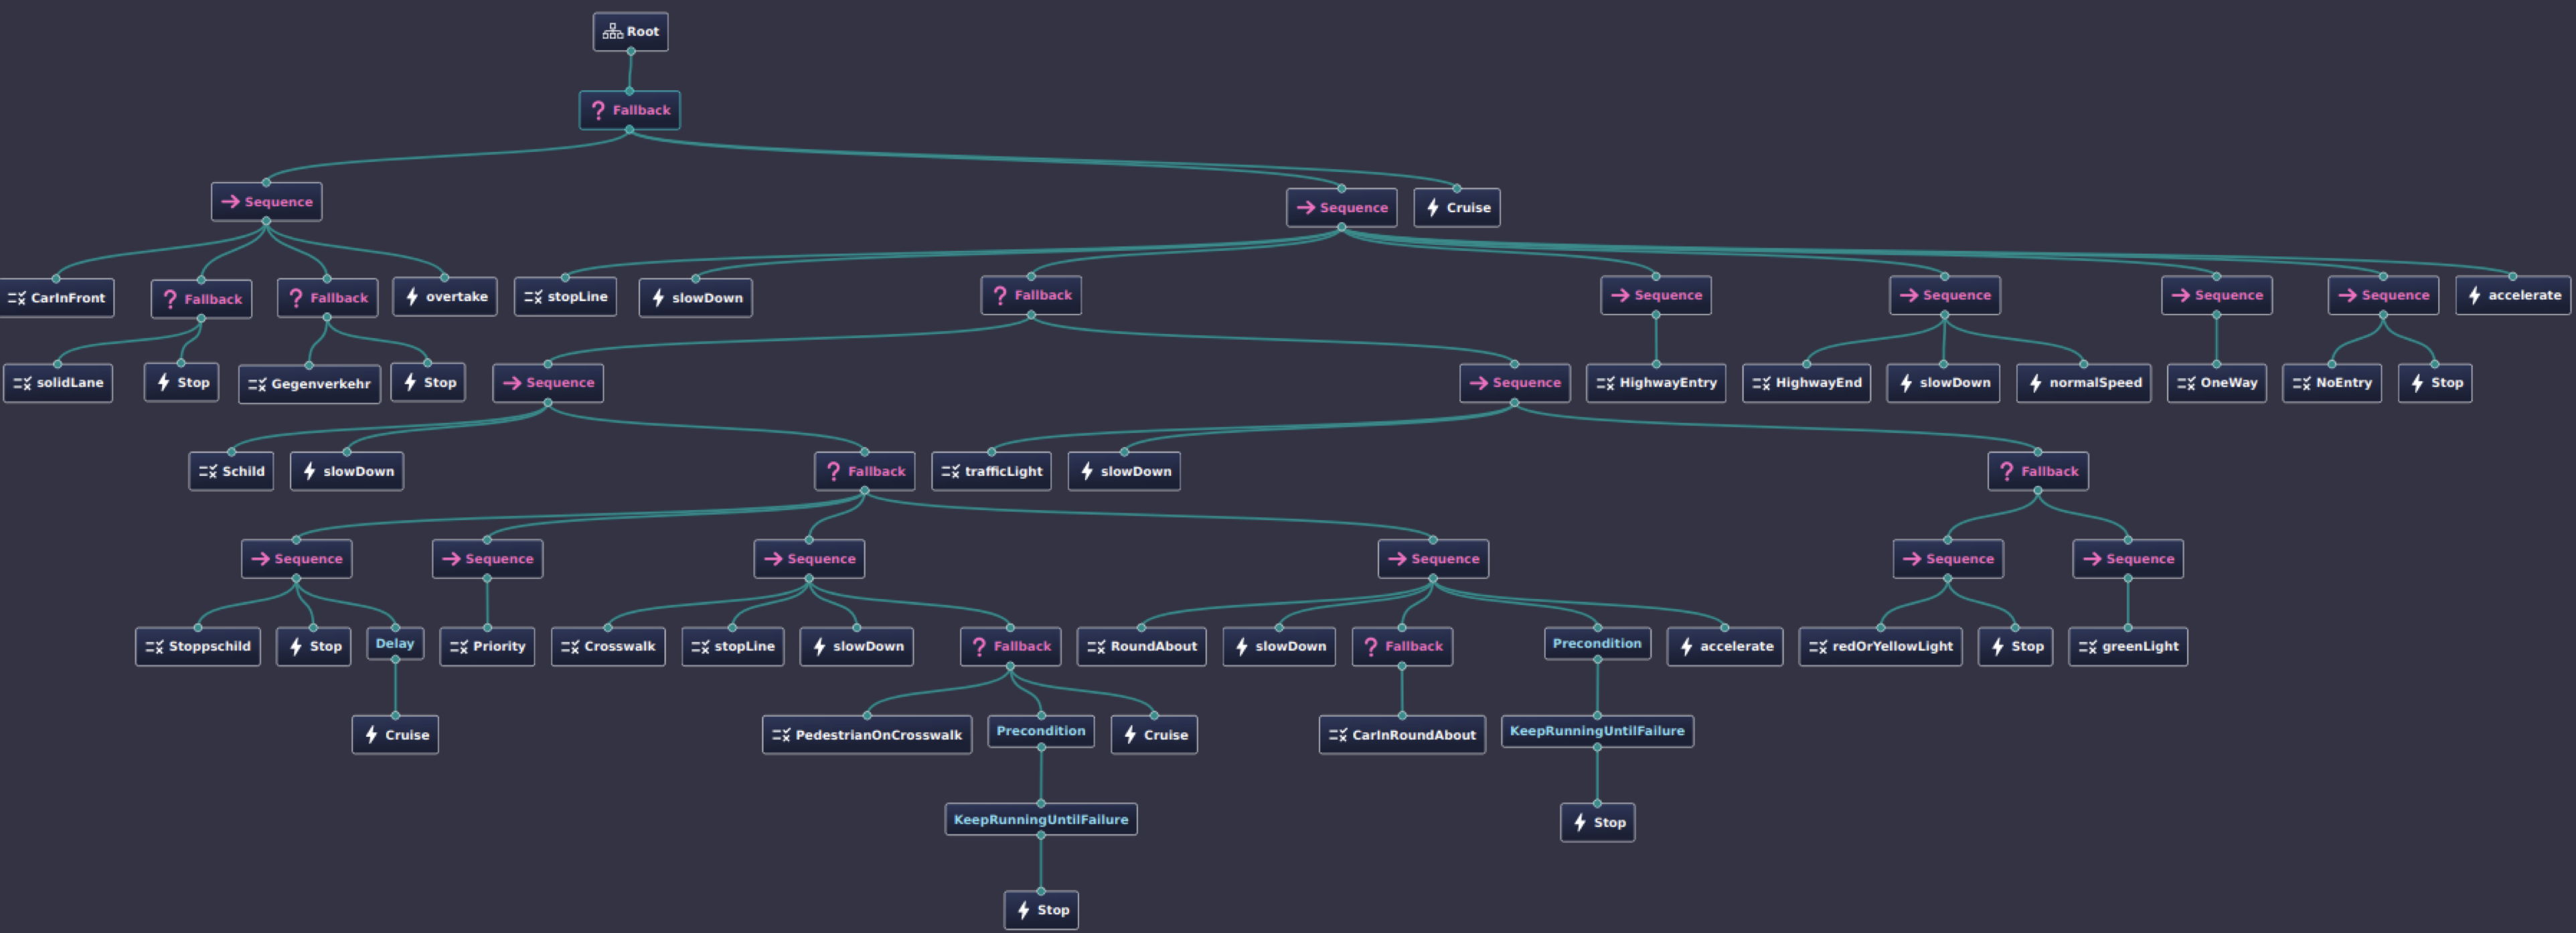 Root
? Fallback
→ Sequence
→ Sequence
Cruise
CarInFront
? Fallback
? Fallback
overtake
stopLine
slowDown
? Fallback
→ Sequence
→ Sequence
→ Sequence
→ Sequence
accelerate
solidLane
Stop
Gegenverkehr
Stop
→ Sequence
→ Sequence
HighwayEntry
HighwayEnd
slowDown
normalSpeed
OneWay
NoEntry
Stop
Schild
slowDown
? Fallback
trafficLight
slowDown
? Fallback
→ Sequence
→ Sequence
→ Sequence
→ Sequence
→ Sequence
→ Sequence
Stoppschild
Stop
Delay
Priority
Crosswalk
stopLine
slowDown
? Fallback
RoundAbout
slowDown
? Fallback
Precondition
accelerate
redOrYellowLight
Stop
greenLight
Cruise
PedestrianOnCrosswalk
Precondition
Cruise
CarInRoundAbout
KeepRunningUntilFailure
KeepRunningUntilFailure
Stop
Stop